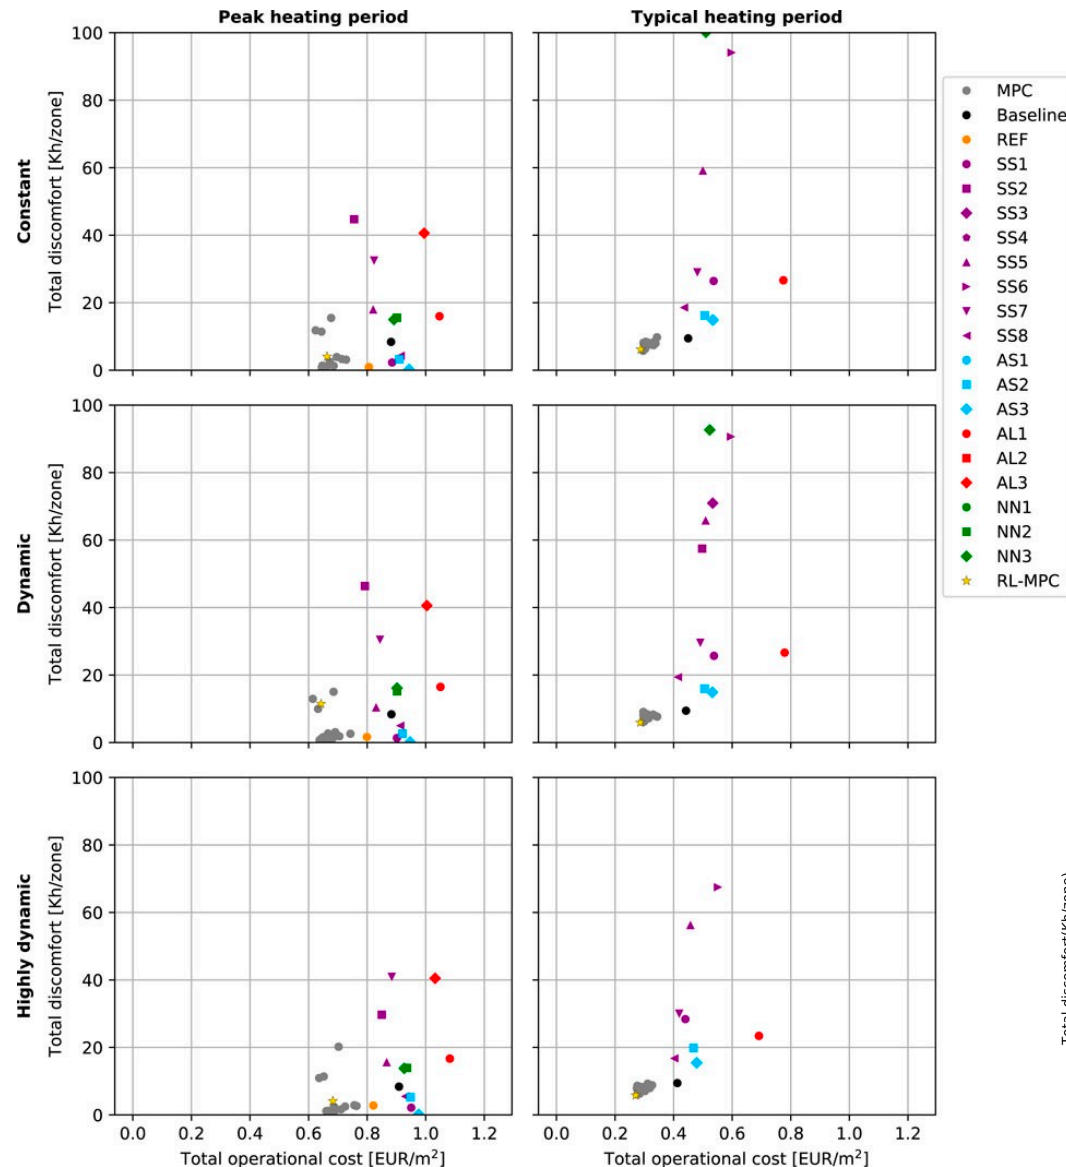 Peak heating period
Typical heating period
Constant
Total discomfort [Kh/zone]
100
80
60
40
20
0
MPC
Baseline
REF
SS1
SS2
SS3
SS4
SS5
SS6
SS7
SS8
AS1
AS2
AS3
AL1
AL2
AL3
NN1
NN2
NN3
RL-MPC
Dynamic
Total discomfort [Kh/zone]
100
80
60
40
20
0
Highly dynamic
Total discomfort [Kh/zone]
100
80
60
40
20
0
0.0 0.2 0.4 0.6 0.8 1.0 1.2
Total operational cost [EUR/m²]
0.0 0.2 0.4 0.6 0.8 1.0 1.2
Total operational cost [EUR/m²]